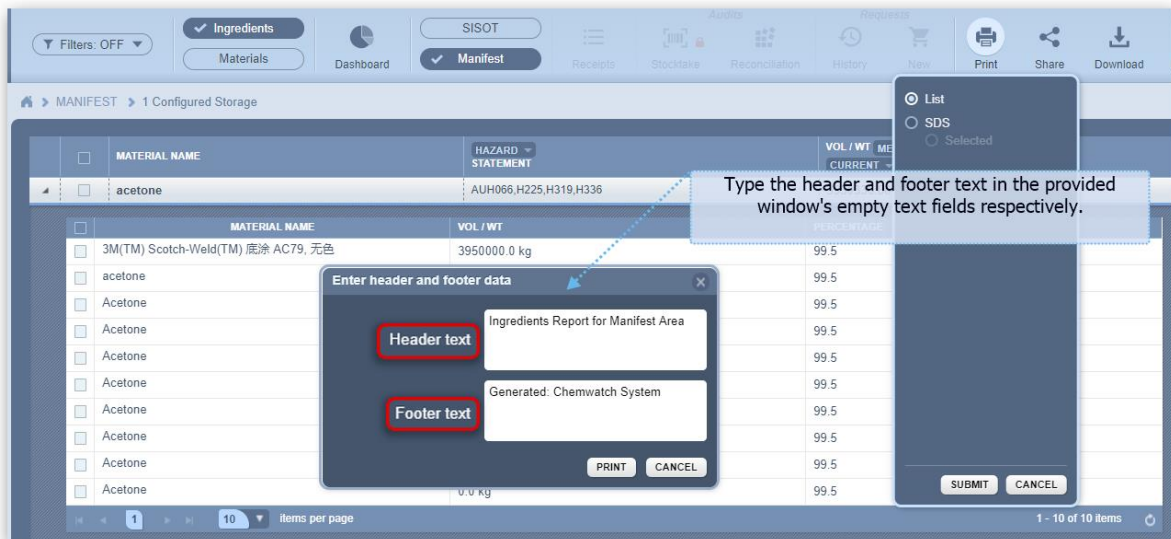 Audits Requests
Filters: OFF
Ingredients
Materials
Dashboard
SISOT
Manifest
Receipts
Stocktake
Reconciliation
History
New
Print
Share
Download
MANIFEST > 1 Configured Storage
List
SDS
Selected
MATERIAL NAME
HAZARD
STATEMENT
VOL / WT ME
CURRENT
acetone AUH066,H225,H319,H336
Type the header and footer text in the provided
window's empty text fields respectively.
MATERIAL NAME VOL / WT PERCENTAGE
3M(TM) Scotch-Weld(TM) 底涂 AC79, 无色 3950000.0 kg 99.5
acetone 99.5
Acetone 99.5
Acetone 99.5
Acetone 99.5
Acetone 99.5
Acetone 99.5
Acetone 99.5
Acetone 99.5
Acetone 0.0 kg 99.5
Enter header and footer data
Header text
Ingredients Report for Manifest Area
Footer text
Generated: Chemwatch System
PRINT CANCEL
SUBMIT CANCEL
1 10 items per page 1 - 10 of 10 items